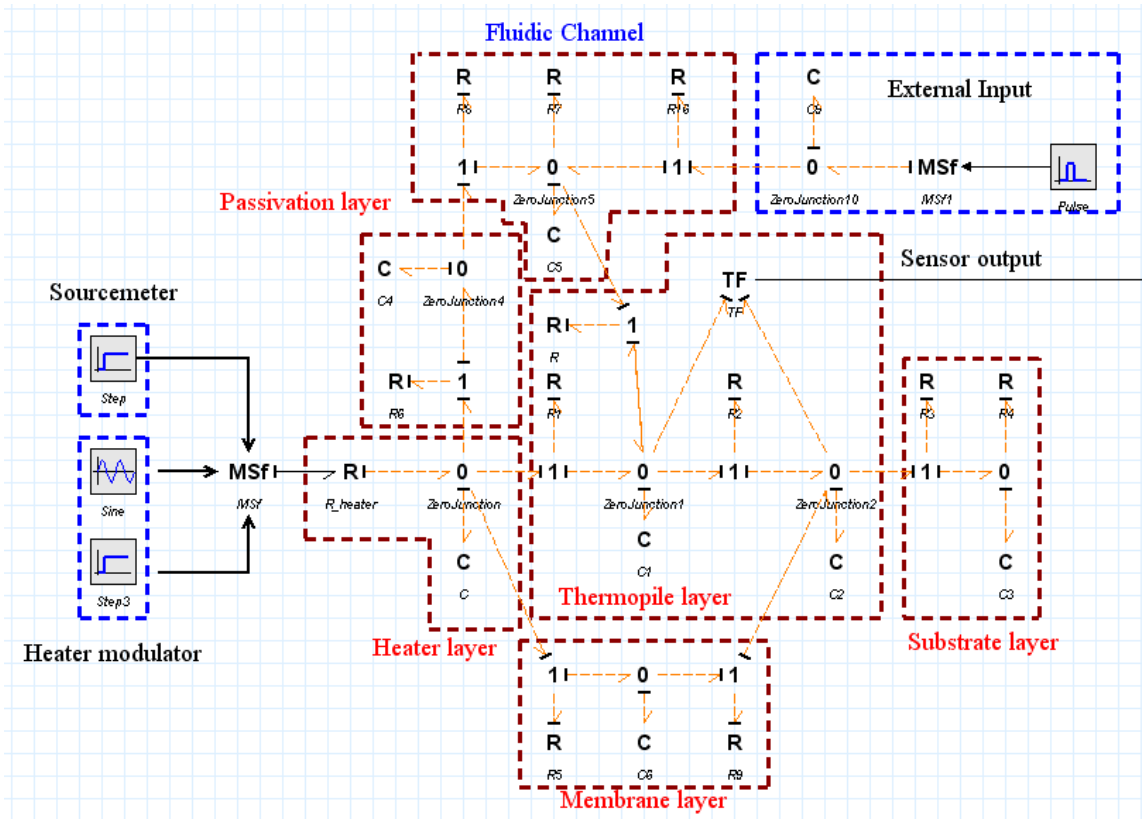 Fluidic Channel
R R R C
External Input
R8 R7 R16 C9
1 0 1 0 MSf
ZeroJunction5 ZeroJunction10 MSf1 Pulse
Passivation layer
C
C5
C 0
C4 ZeroJunction4
TF
TF
Sensor output
Sourcemeter
R 1
R
Step
R 1 R R R R
R6 R1 R2 R3 R4
MSf R 0 1 0 1 0 1 0
Sine MSf R_heater ZeroJunction ZeroJunction1 ZeroJunction2
C C C C
Step3 C C1 C2 C3
Thermopile layer
Heater modulator
Heater layer
Substrate layer
1 0 1
R C R
R5 C6 R9
Membrane layer